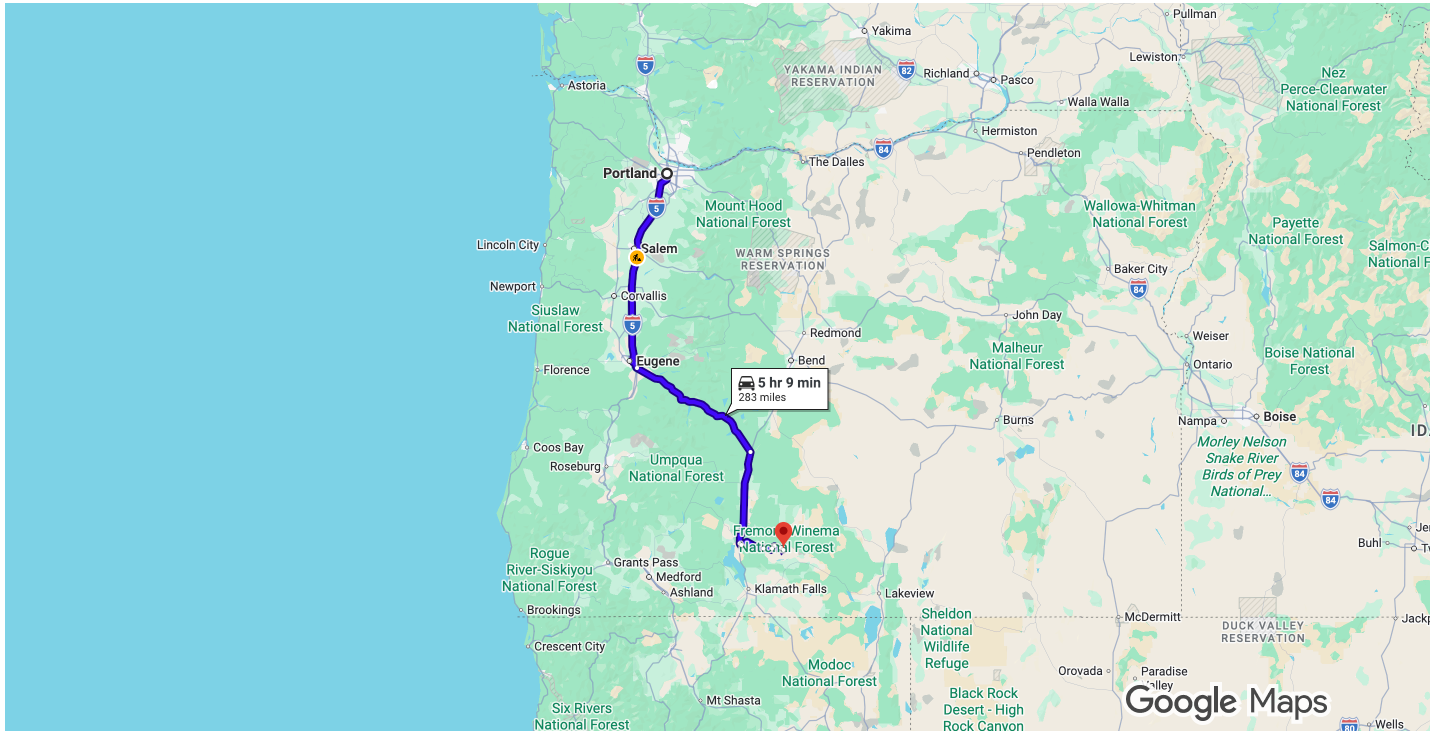 Pullman
Yakima
5
Lewiston
YAKAMA INDIAN
RESERVATION
82
Richland
Pasco
Nez
Perce-Clearwater
National Forest
Astoria
Walla Walla
Hermiston
84
Pendleton
The Dalles
Portland
5
Mount Hood
National Forest
Wallowa-Whitman
National Forest
Payette
National Forest
Lincoln City
Salem
WARM SPRINGS
RESERVATION
Salmon-C
National F
Baker City
84
Newport
Corvallis
Siuslaw
National Forest
5
John Day
Redmond
Weiser
Malheur
National Forest
Boise National
Forest
Eugene
Bend
Ontario
Florence
5 hr 9 min
283 miles
Burns
Boise
Nampa
ID
Coos Bay
Roseburg
Umpqua
National Forest
Morley Nelson
Snake River
Birds of Prey
National...
84
84
Fremont-Winema
National Forest
Buhl
Rogue
River-Siskiyou
National Forest
Grants Pass
Medford
Ashland
Klamath Falls
Lakeview
Brookings
Sheldon
National
Wildlife
Refuge
McDermitt
DUCK VALLEY
RESERVATION
Jackp
Crescent City
Modoc
National Forest
Orovada
Paradise
Valley
Mt Shasta
Black Rock
Desert - High
Rock Canyon
Google Maps
Six Rivers
National Forest
80
Wells